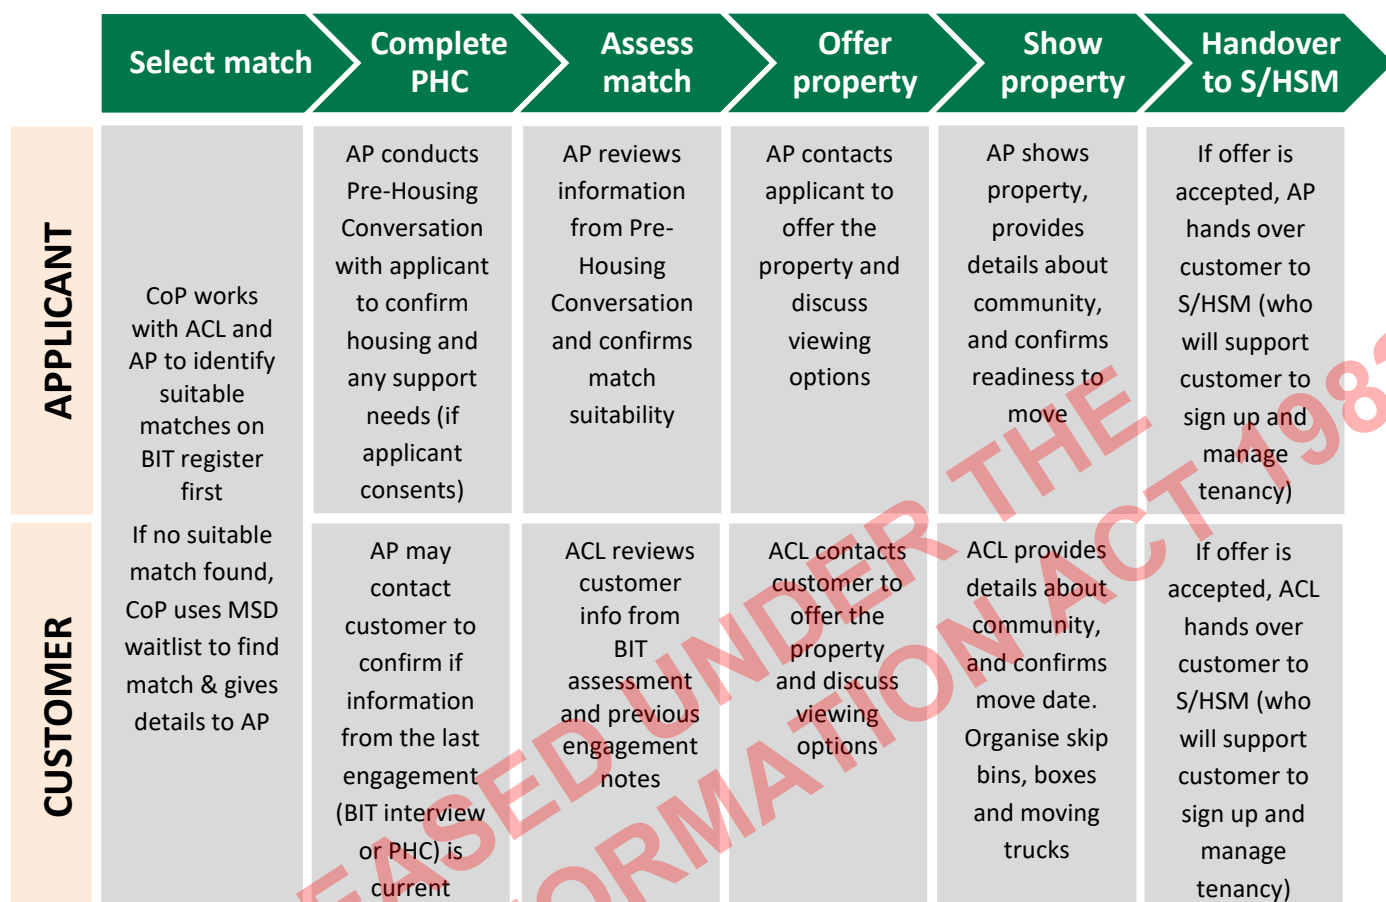 Select match
Complete
PHC
Assess
match
Offer
property
Show
property
Handover
to S/HSM
APPLICANT
CoP works
with ACL and
AP to identify
suitable
matches on
BIT register
first
If no suitable
match found,
CoP uses MSD
waitlist to find
match & gives
details to AP
AP conducts
Pre-Housing
Conversation
with applicant
to confirm
housing and
any support
needs (if
applicant
consents)
AP reviews
information
from Pre-
Housing
Conversation
and confirms
match
suitability
AP contacts
applicant to
offer the
property and
discuss
viewing
options
AP shows
property,
provides
details about
community,
and confirms
readiness to
move
If offer is
accepted, AP
hands over
customer to
S/HSM (who
will support
customer to
sign up and
manage
tenancy)
CUSTOMER
AP may
contact
customer to
confirm if
information
from the last
engagement
(BIT interview
or PHC) is
current
ACL reviews
customer
info from
BIT
assessment
and previous
engagement
notes
ACL contacts
customer to
offer the
property
and discuss
viewing
options
ACL provides
details about
community,
and confirms
move date.
Organise skip
bins, boxes
and moving
trucks
If offer is
accepted, ACL
hands over
customer to
S/HSM (who
will support
customer to
sign up and
manage
tenancy)
EASED UNDER THE
ORMATION ACT 198